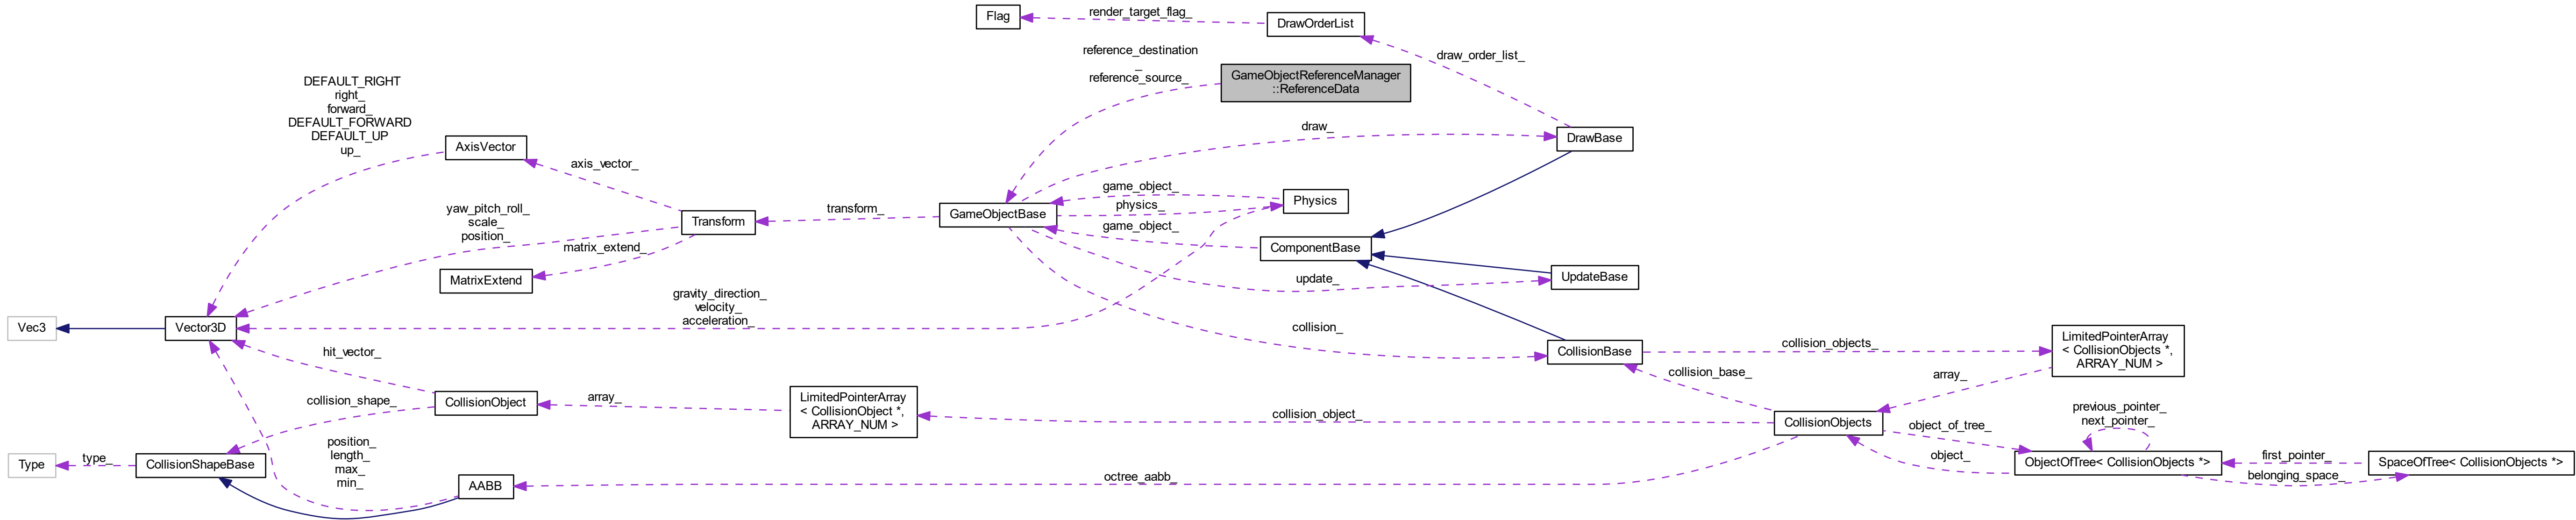 Flag
render_target_flag_
DrawOrderList
reference_destination
_
reference_source_
GameObjectReferenceManager
::ReferenceData
draw_order_list_
DEFAULT_RIGHT
right_
forward_
DEFAULT_FORWARD
DEFAULT_UP
up_
AxisVector
axis_vector_
draw_
DrawBase
yaw_pitch_roll_
scale_
position_
Transform
transform_
GameObjectBase
game_object_
physics_
game_object_
Physics
ComponentBase
matrix_extend_
MatrixExtend
update_
UpdateBase
gravity_direction_
velocity_
acceleration_
Vec3
Vector3D
hit_vector_
collision_
CollisionBase
collision_objects_
LimitedPointerArray
< CollisionObjects *,
ARRAY_NUM >
collision_base_
array_
collision_shape_
CollisionObject
array_
LimitedPointerArray
< CollisionObject *,
ARRAY_NUM >
collision_object_
CollisionObjects
object_of_tree_
previous_pointer_
next_pointer_
position_
length_
max_
min_
Type
type_
CollisionShapeBase
AABB
octree_aabb_
object_
ObjectOfTree< CollisionObjects *>
first_pointer_
belonging_space_
SpaceOfTree< CollisionObjects *>